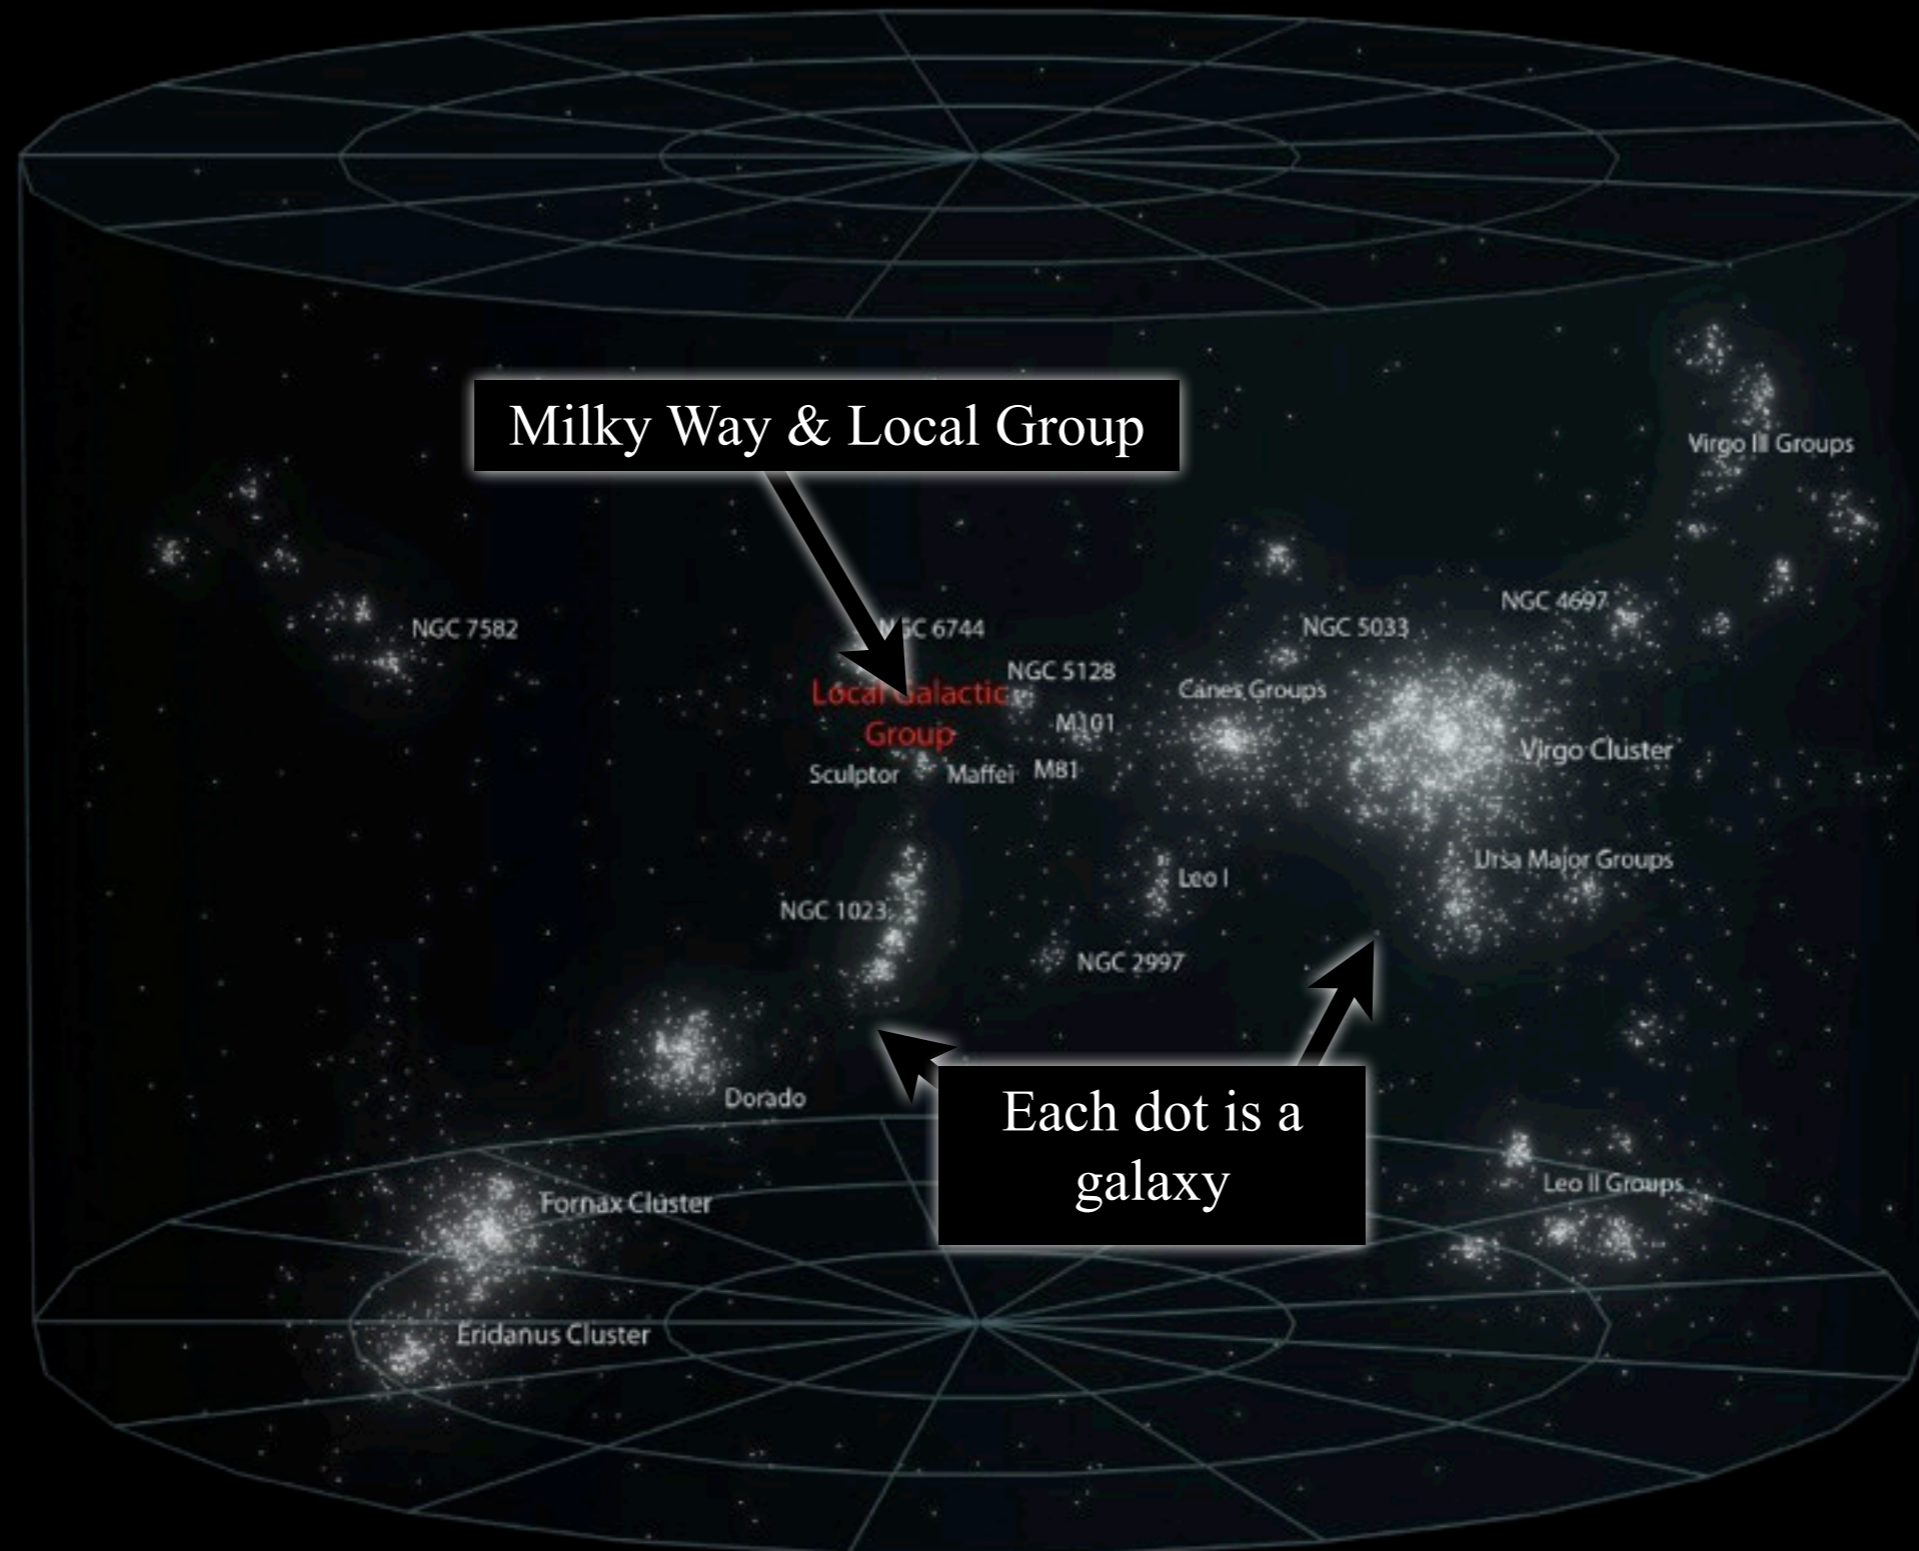 Milky Way & Local Group
Virgo III Groups
NGC 4697
NGC 7582
NGC 6744
NGC 5033
NGC 5128
Canes Groups
Local Galactic
Group
M101
Virgo Cluster
Sculptor
Maffei
M81
Ursa Major Groups
Leo I
NGC 1023
NGC 2997
Dorado
Each dot is a
galaxy
Leo II Groups
Fornax Cluster
Eridanus Cluster